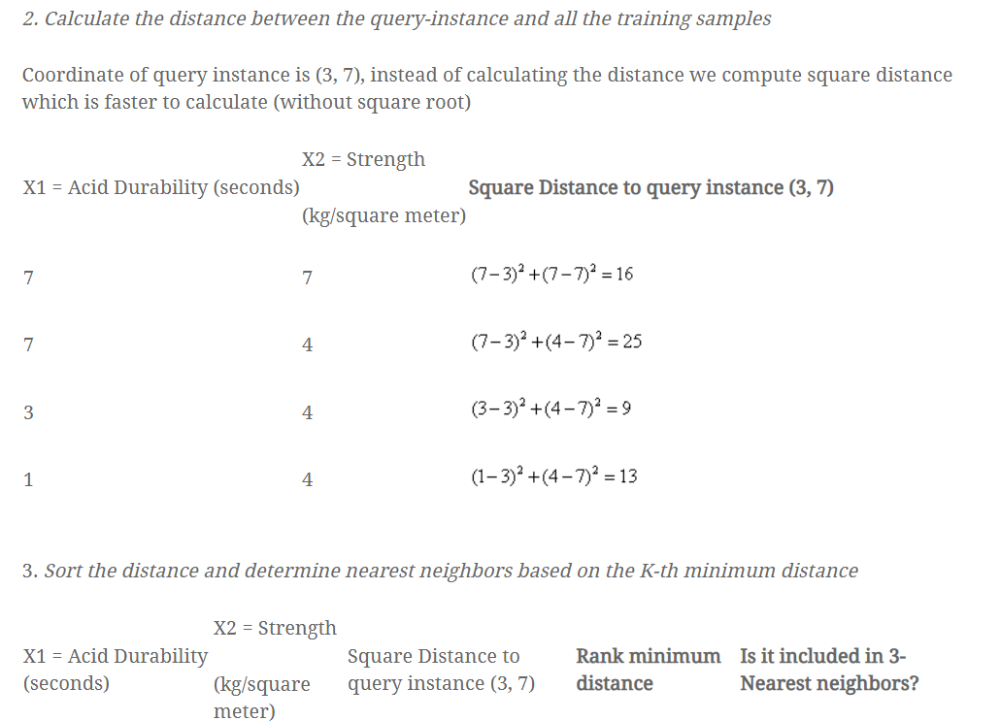 2. Calculate the distance between the query-instance and all the training samples
Coordinate of query instance is (3, 7), instead of calculating the distance we compute square distance
which is faster to calculate (without square root)
X2 = Strength
X1 = Acid Durability (seconds)
Square Distance to query instance (3, 7)
(kg/square meter)
7 7 (7−3)² +(7−7)² = 16
7 4 (7−3)² +(4−7)² = 25
3 4 (3−3)² +(4−7)² = 9
1 4 (1−3)² +(4−7)² = 13
3. Sort the distance and determine nearest neighbors based on the K-th minimum distance
X2 = Strength
X1 = Acid Durability Square Distance to Rank minimum Is it included in 3-
(seconds) (kg/square query instance (3, 7) distance Nearest neighbors?
meter)